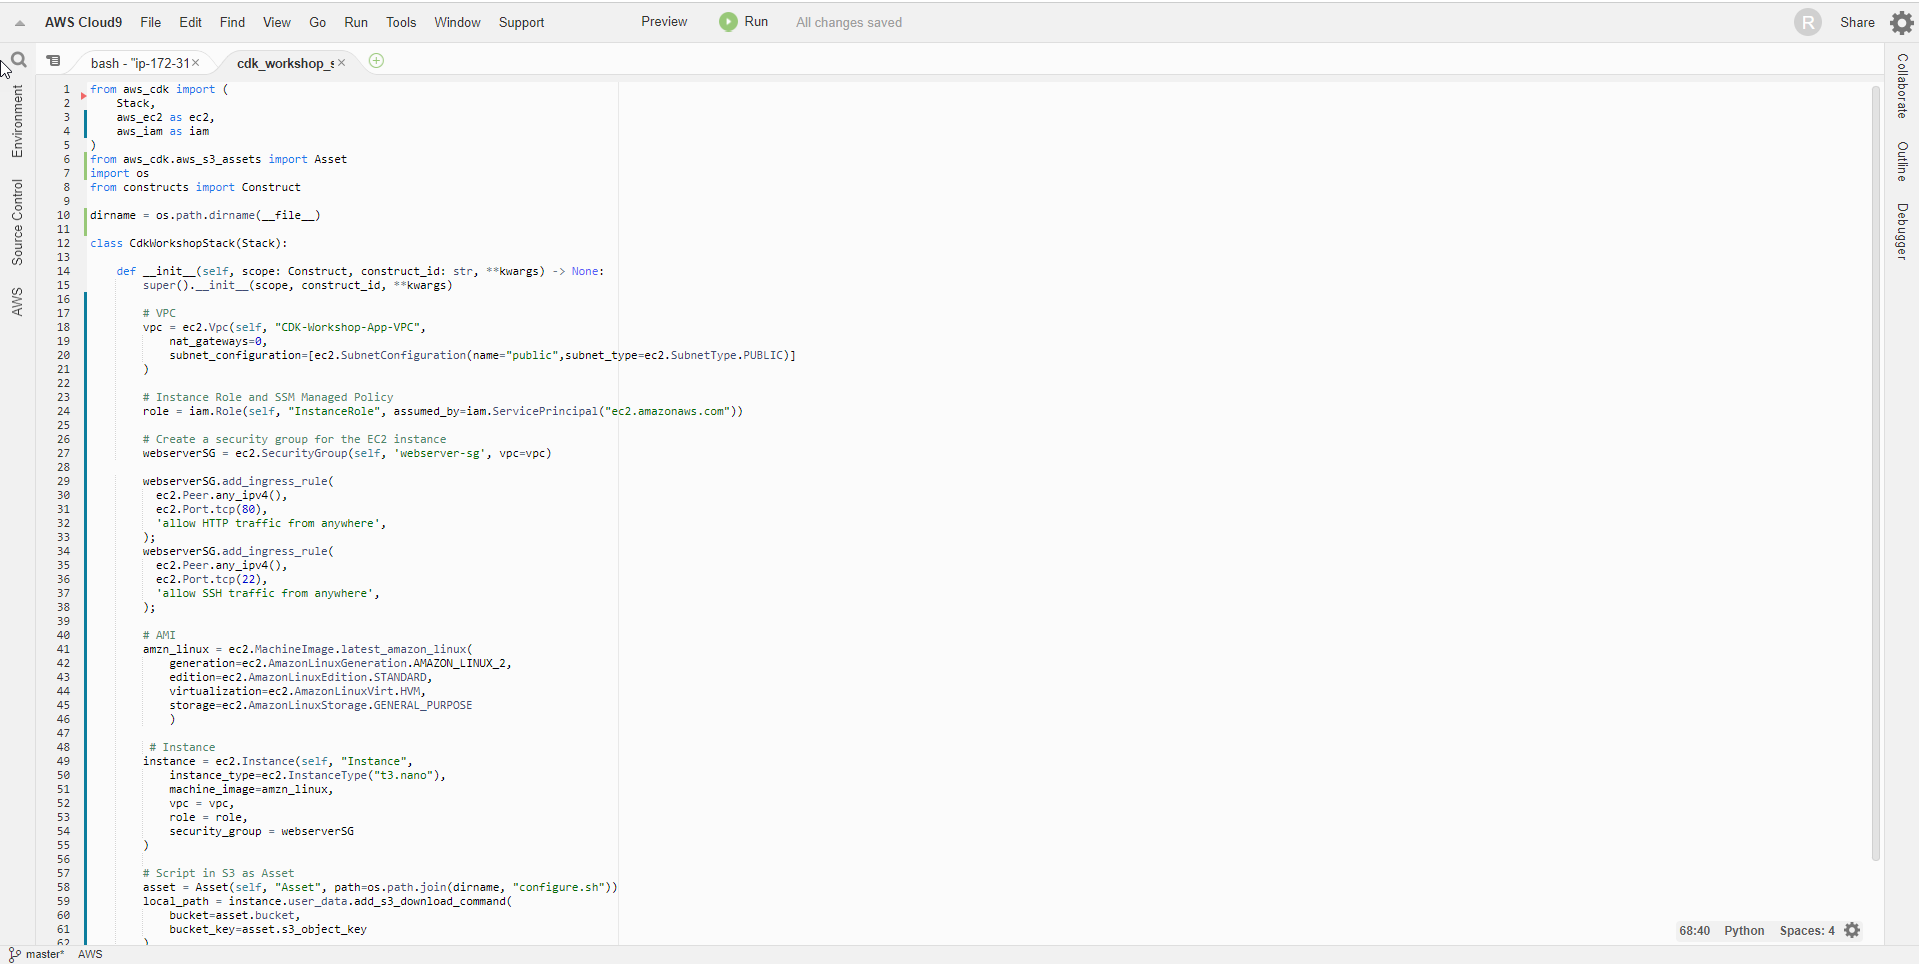 AWS Cloud9 File Edit Find View Go Run Tools Window Support Preview Run All changes saved R Share
bash - "ip-172-31 × cdk_workshop_s ×
Environment
Source Control
AWS
Collaborate
Outline
Debugger
1 from aws_cdk import (
2     Stack,
3     aws_ec2 as ec2,
4     aws_iam as iam
5 )
6 from aws_cdk.aws_s3_assets import Asset
7 import os
8 from constructs import Construct
9
10 dirname = os.path.dirname(__file__)
11
12 class CdkWorkshopStack(Stack):
13
14     def __init__(self, scope: Construct, construct_id: str, **kwargs) -> None:
15         super().__init__(scope, construct_id, **kwargs)
16
17         # VPC
18         vpc = ec2.Vpc(self, "CDK-Workshop-App-VPC",
19             nat_gateways=0,
20             subnet_configuration=[ec2.SubnetConfiguration(name="public",subnet_type=ec2.SubnetType.PUBLIC)]
21         )
22
23         # Instance Role and SSM Managed Policy
24         role = iam.Role(self, "InstanceRole", assumed_by=iam.ServicePrincipal("ec2.amazonaws.com"))
25
26         # Create a security group for the EC2 instance
27         webserverSG = ec2.SecurityGroup(self, 'webserver-sg', vpc=vpc)
28
29         webserverSG.add_ingress_rule(
30           ec2.Peer.any_ipv4(),
31           ec2.Port.tcp(80),
32           'allow HTTP traffic from anywhere',
33         );
34         webserverSG.add_ingress_rule(
35           ec2.Peer.any_ipv4(),
36           ec2.Port.tcp(22),
37           'allow SSH traffic from anywhere',
38         );
39
40         # AMI
41         amzn_linux = ec2.MachineImage.latest_amazon_linux(
42             generation=ec2.AmazonLinuxGeneration.AMAZON_LINUX_2,
43             edition=ec2.AmazonLinuxEdition.STANDARD,
44             virtualization=ec2.AmazonLinuxVirt.HVM,
45             storage=ec2.AmazonLinuxStorage.GENERAL_PURPOSE
46             )
47
48          # Instance
49         instance = ec2.Instance(self, "Instance",
50             instance_type=ec2.InstanceType("t3.nano"),
51             machine_image=amzn_linux,
52             vpc = vpc,
53             role = role,
54             security_group = webserverSG
55         )
56
57         # Script in S3 as Asset
58         asset = Asset(self, "Asset", path=os.path.join(dirname, "configure.sh"))
59         local_path = instance.user_data.add_s3_download_command(
60             bucket=asset.bucket,
61             bucket_key=asset.s3_object_key
62         )
68:40 Python Spaces: 4
master* AWS